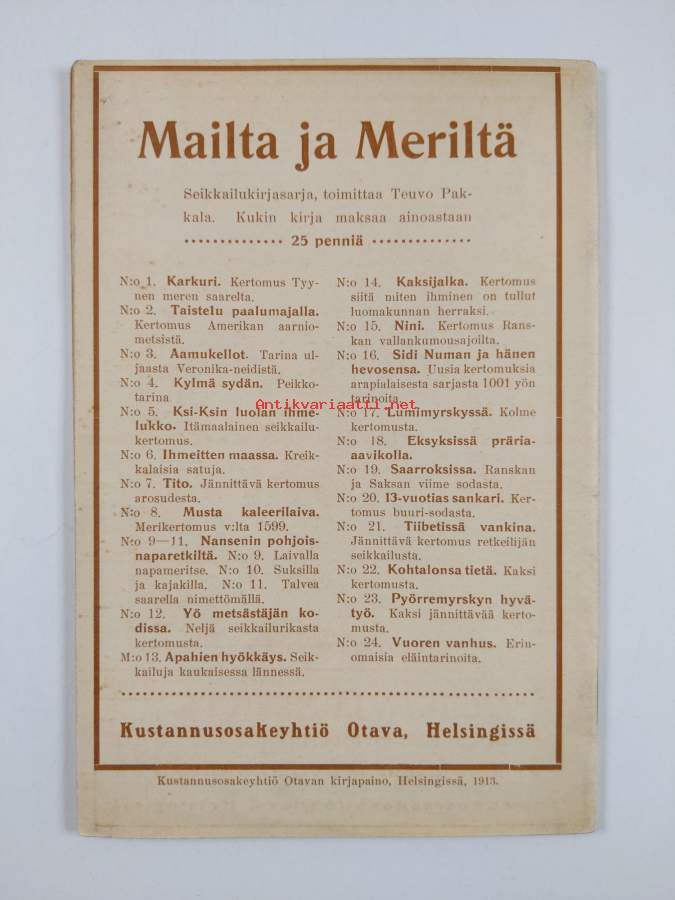 Mailta ja Meriltä
Seikkailukirjasarja, toimittaa Teuvo Pak-
kala. Kukin kirja maksaa ainoastaan
25 penniä
N:o 1. Karkuri. Kertomus Tyy-
nen meren saarelta.
N:o 2. Taistelu paalumajalla.
Kertomus Amerikan aarnio-
metsistä.
N:o 3. Aamukellot. Tarina ul-
jaasta Veronika-neidistä.
N:o 4. Kylmä sydän. Peikko-
tarina
N:o 5. Ksi-Ksin luolan ihme-
lukko. Itämaalainen seikkailu-
kertomus.
N:o 6. Ihmeitten maassa. Kreik-
kalaisia satuja.
N:o 7. Tito. Jännittävä kertomus
arosudesta.
N:o 8. Musta kaleerilaiva.
Merikertomus v:lta 1599.
N:o 9—11. Nansenin pohjois-
naparetkiltä. N:o 9. Laivalla
napameritse. N:o 10. Suksilla
ja kajakilla. N:o 11. Talvea
saarella nimettömällä.
N:o 12. Yö metsästäjän ko-
dissa. Neljä seikkailurikasta
kertomusta.
M:o 13. Apahien hyökkäys. Seik-
kailuja kaukaisessa lännessä.
N:o 14. Kaksijalka. Kertomus
siitä miten ihminen on tullut
luomakunnan herraksi.
N:o 15. Nini. Kertomus Rans-
kan vallankumousajoilta.
N:o 16. Sidi Numan ja hänen
hevosensa. Uusia kertomuksia
arapialaisesta sarjasta 1001 yön
tarinoita.
N:o 17. Lumimyrskyssä. Kolme
kertomusta.
N:o 18. Eksyksissä präria-
aavikolla.
N:o 19. Saarroksissa. Ranskan
ja Saksan viime sodasta.
N:o 20. 13-vuotias sankari. Ker-
tomus buuri-sodasta.
N:o 21. Tiibetissä vankina.
Jännittävä kertomus retkeilijän
seikkailusta.
N:o 22. Kohtalonsa tietä. Kaksi
kertomusta.
N:o 23. Pyörremyrskyn hyvä-
työ. Kaksi jännittävää kerto-
musta.
N:o 24. Vuoren vanhus. Erin-
omaisia eläintarinoita.
Kustannusosakeyhtiö Otava, Helsingissä
Kustannusosakeyhtiö Otavan kirjapaino, Helsingissä, 1913.
Antikvariaatti.net